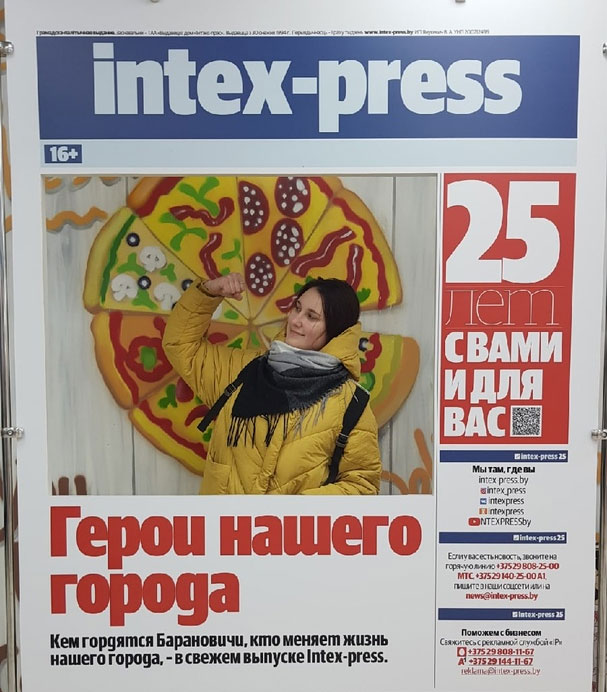 www.intex-press.by
intex-press
16+
25
лет
С ВАМИ
И ДЛЯ
ВАС
intex-press 25
Мы там, где вы
intex-press.by
intex_press
intexpress
intexpress
INTEXPRESSby
intex-press 25
Если у вас есть новость, звоните на
горячую линию +375 29 808-25-00
МТС, +375 29 140-25-00 А1,
пишите в наши соцсети или на
news@intex-press.by
intex-press 25
Поможем с бизнесом
Свяжитесь с рекламной службой «IP»
+375 29 808-11-67
+375 29 144-11-67
reklama@intex-press.by
Герои нашего
города
Кем гордятся Барановичи, кто меняет жизнь
нашего города, - в свежем выпуске Intex-press.